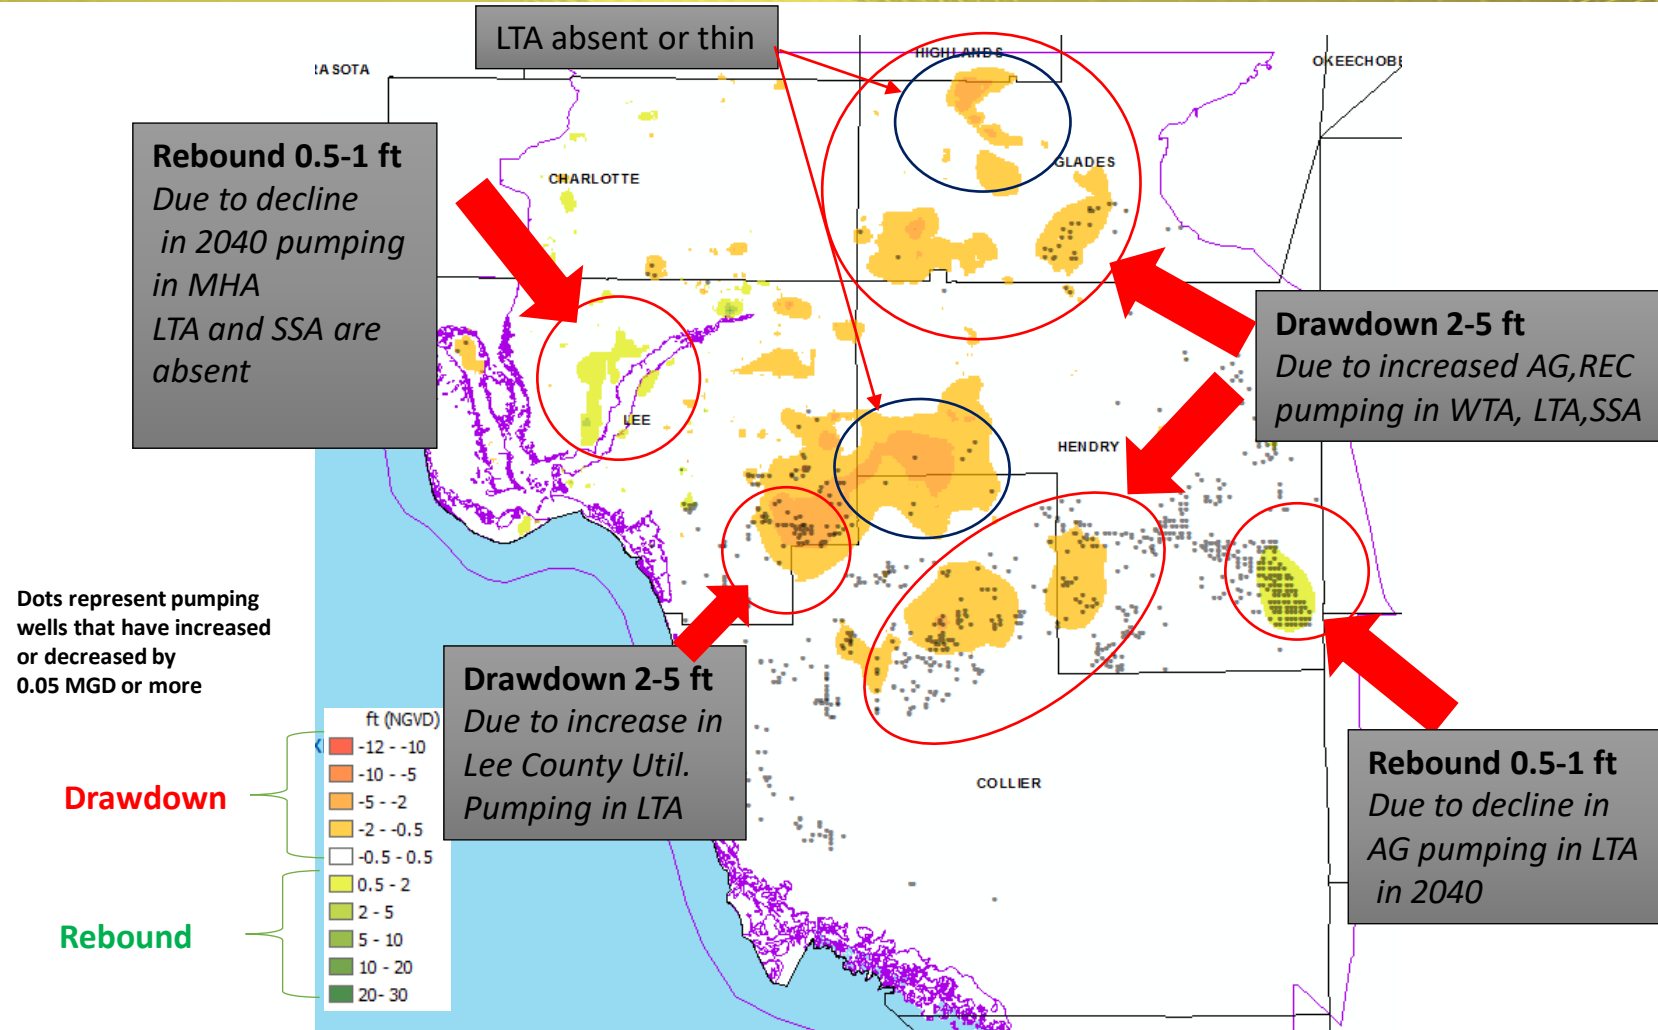 LTA absent or thin
HIGHLANDS
OKEECHOBE
RASOTA
Rebound 0.5-1 ft
Due to decline
in 2040 pumping
in MHA
LTA and SSA are
absent
CHARLOTTE
GLADES
Drawdown 2-5 ft
Due to increased AG,REC
pumping in WTA, LTA,SSA
LEE
HENDRY
Dots represent pumping
wells that have increased
or decreased by
0.05 MGD or more
Drawdown 2-5 ft
Due to increase in
Lee County Util.
Pumping in LTA
COLLIER
Rebound 0.5-1 ft
Due to decline in
AG pumping in LTA
in 2040
ft (NGVD)
-12 - -10
-10 - -5
-5 - -2
-2 - -0.5
-0.5 - 0.5
0.5 - 2
2 - 5
5 - 10
10 - 20
20- 30
Drawdown
Rebound